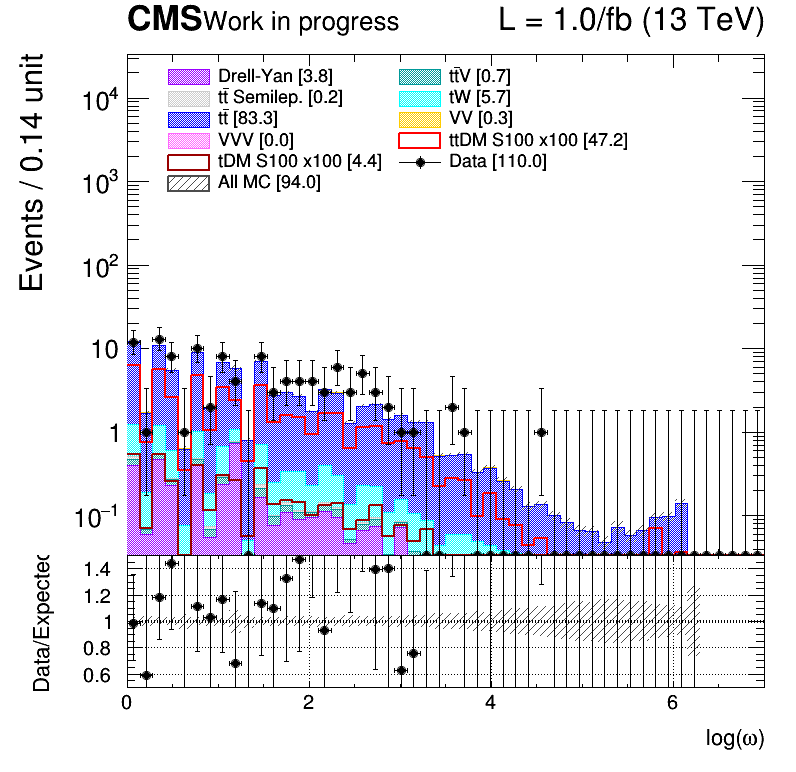 CMS Work in progress L = 1.0/fb (13 TeV)
Events / 0.14 unit
Drell-Yan [3.8] tt̄V [0.7]
tt̄ Semilep. [0.2] tW [5.7]
tt̄ [83.3] VV [0.3]
VVV [0.0] ttDM S100 x100 [47.2]
tDM S100 x100 [4.4] Data [110.0]
All MC [94.0]
10⁴
10³
10²
10
1
10⁻¹
Data/Expected
1.4
1.2
1
0.8
0.6
0 2 4 6
log(ω)